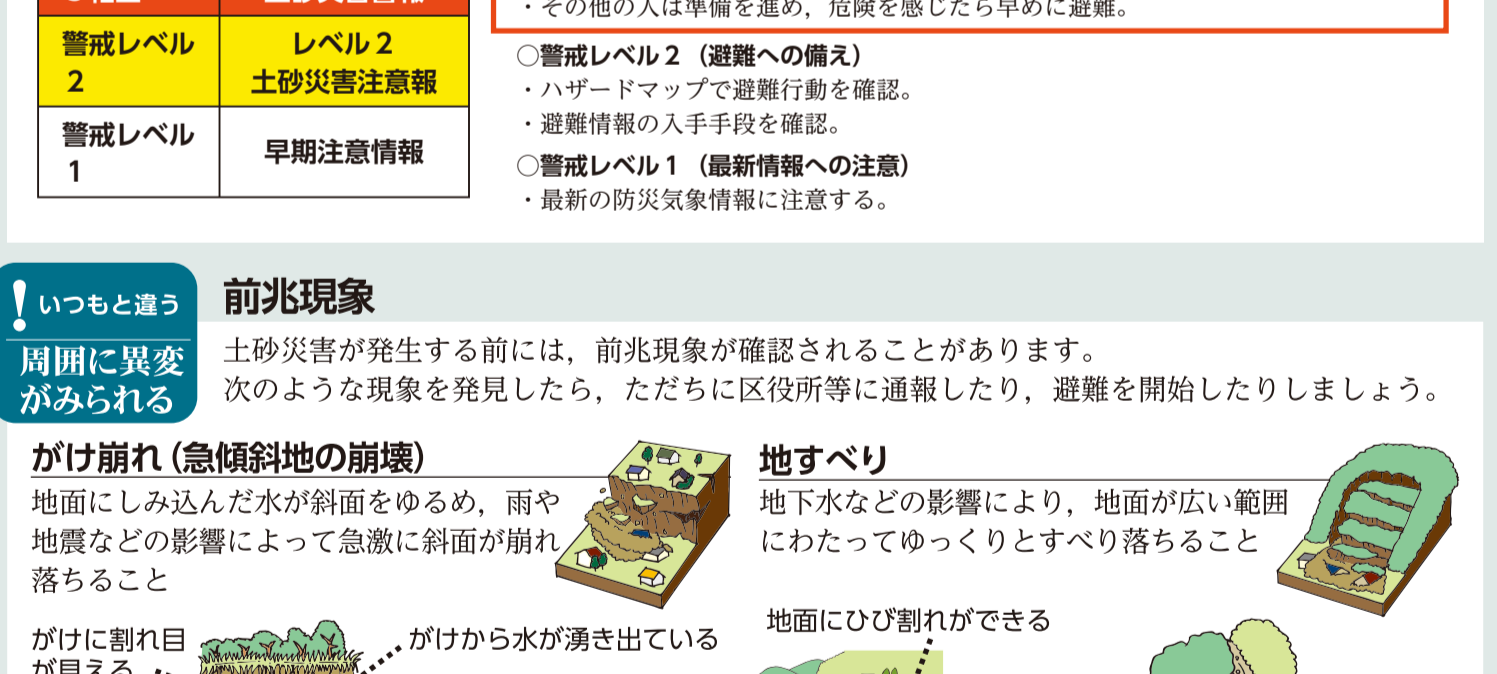 ・その他の人は準備を進め，危険を感じたら早めに避難。
警戒レベル
2
レベル2
土砂災害注意報
警戒レベル
1
早期注意情報
○警戒レベル2（避難への備え）
・ハザードマップで避難行動を確認。
・避難情報の入手手段を確認。
○警戒レベル1（最新情報への注意）
・最新の防災気象情報に注意する。
！いつもと違う
周囲に異変
がみられる
前兆現象
土砂災害が発生する前には，前兆現象が確認されることがあります。
次のような現象を発見したら，ただちに区役所等に通報したり，避難を開始したりしましょう。
がけ崩れ（急傾斜地の崩壊）
地面にしみ込んだ水が斜面をゆるめ，雨や
地震などの影響によって急激に斜面が崩れ
落ちること
がけに割れ目
が見える
がけから水が湧き出ている
地すべり
地下水などの影響により，地面が広い範囲
にわたってゆっくりとすべり落ちること
地面にひび割れができる